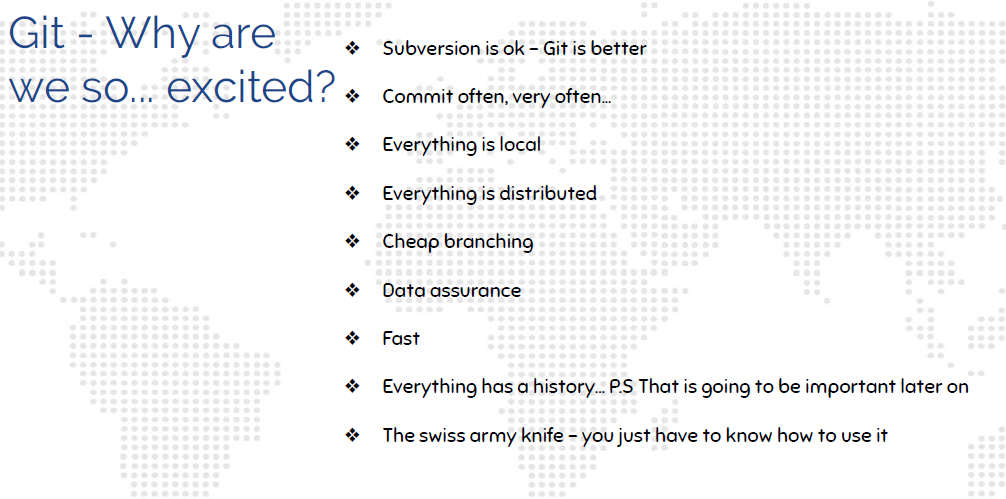 Git - Why are
we so... excited?
❖ Subversion is ok – Git is better
❖ Commit often, very often...
❖ Everything is local
❖ Everything is distributed
❖ Cheap branching
❖ Data assurance
❖ Fast
❖ Everything has a history... P.S That is going to be important later on
❖ The swiss army knife – you just have to know how to use it